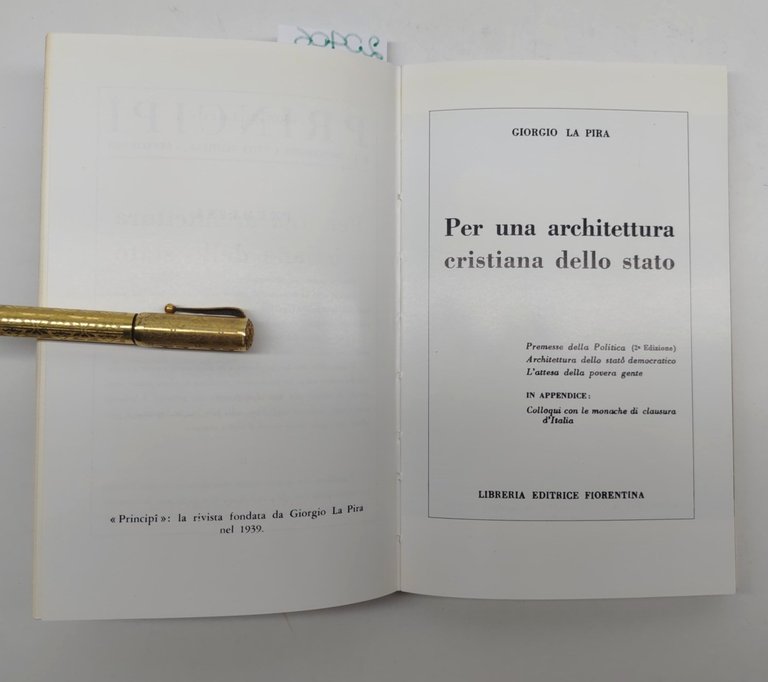 « Principî »: la rivista fondata da Giorgio La Pira
nel 1939.
GIORGIO LA PIRA
Per una architettura
cristiana dello stato
Premesse della Politica (2ª Edizione)
Architettura dello stato democratico
L'attesa della povera gente
IN APPENDICE:
Colloqui con le monache di clausura
d'Italia
LIBRERIA EDITRICE FIORENTINA